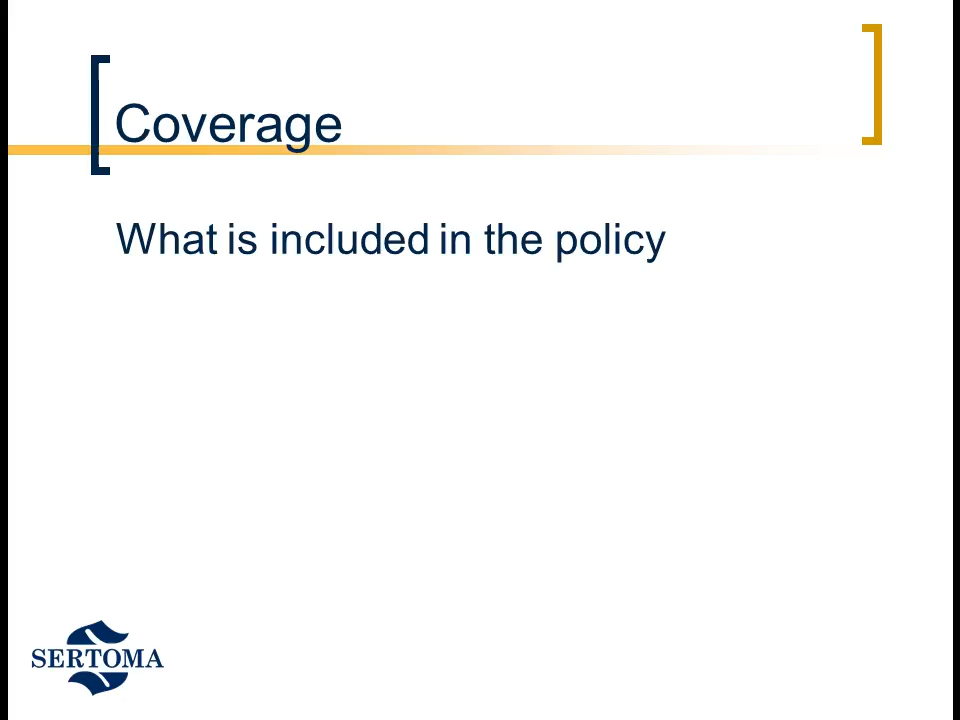 Coverage
What is included in the policy
SERTOMA